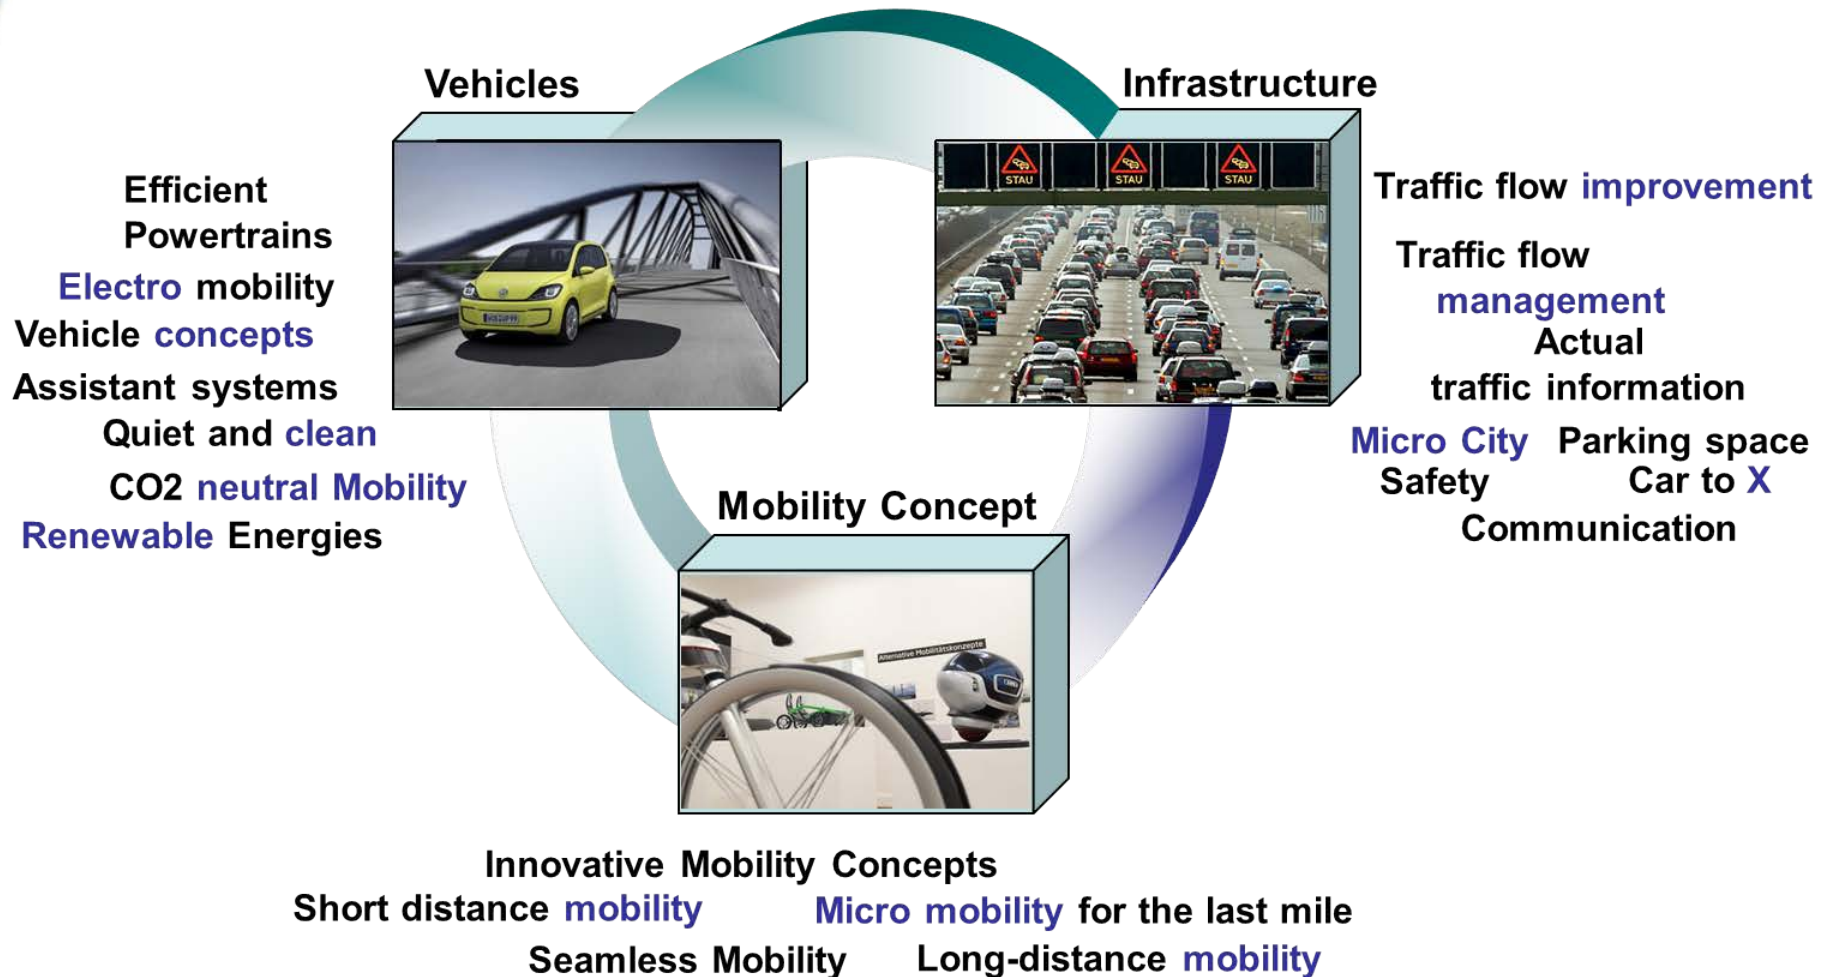 Vehicles
Efficient
Powertrains
Electro mobility
Vehicle concepts
Assistant systems
Quiet and clean
CO2 neutral Mobility
Renewable Energies
Infrastructure
STAU
STAU
STAU
Traffic flow improvement
Traffic flow
management
Actual
traffic information
Micro City Parking space
Safety Car to X
Communication
Mobility Concept
Alternative Mobilitätskonzepte
Innovative Mobility Concepts
Short distance mobility Micro mobility for the last mile
Seamless Mobility Long-distance mobility